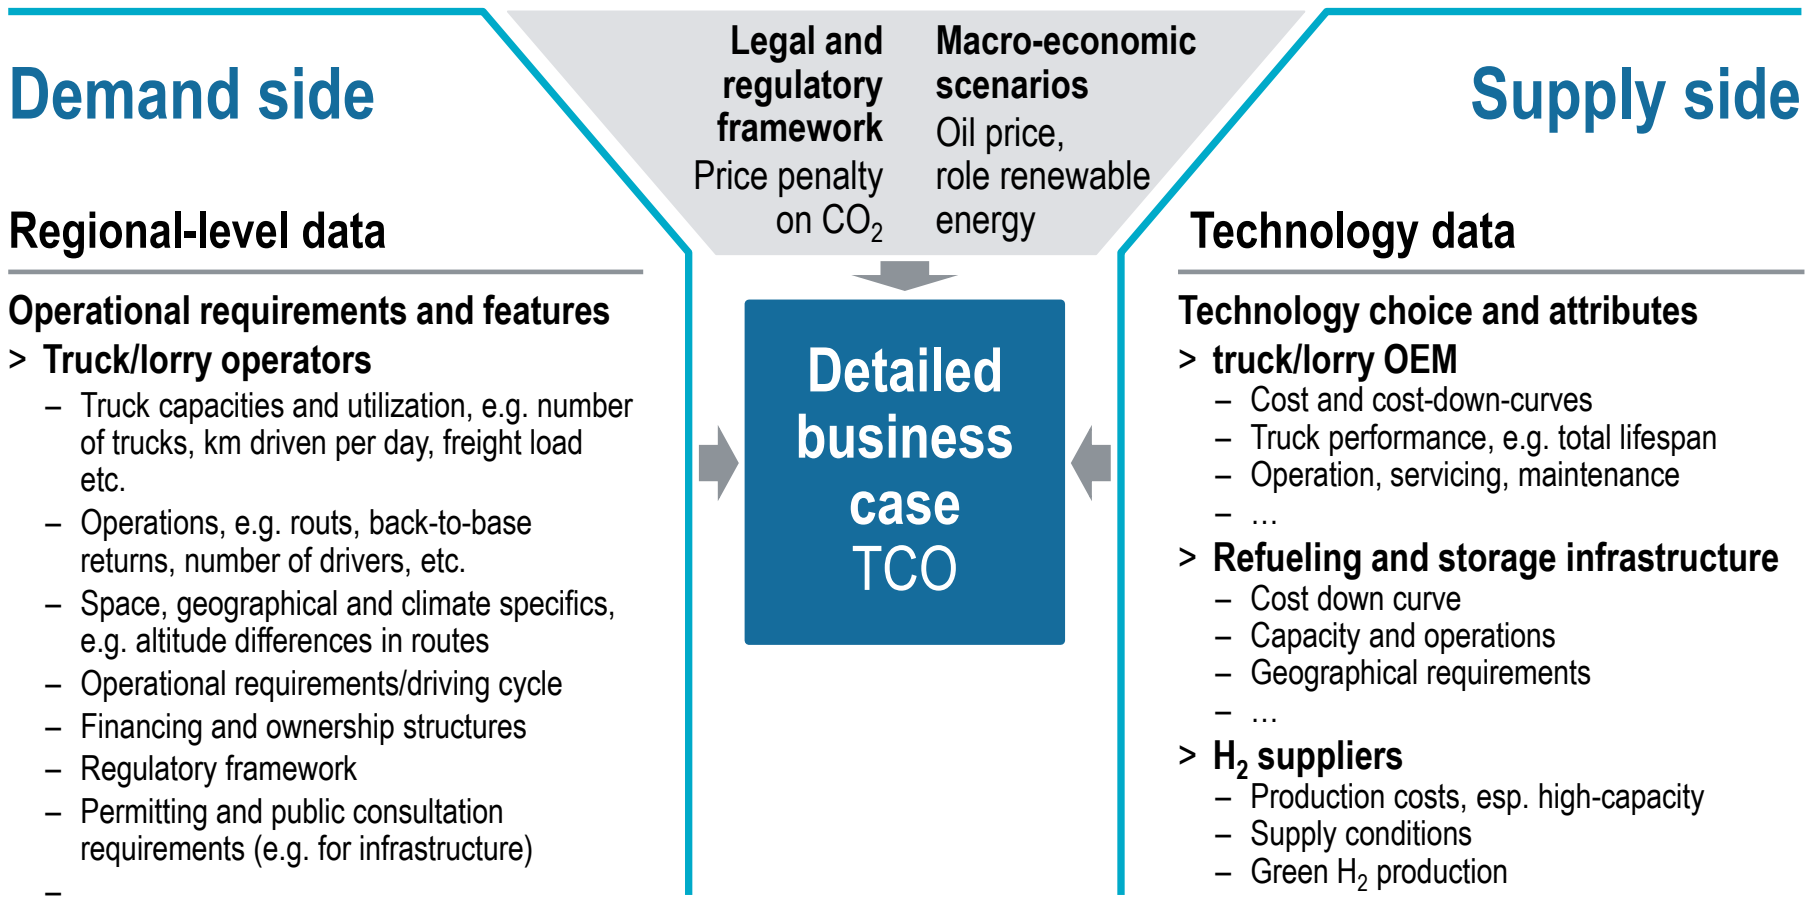 Demand side
Regional-level data
Operational requirements and features
> Truck/lorry operators
– Truck capacities and utilization, e.g. number
of trucks, km driven per day, freight load
etc.
– Operations, e.g. routs, back-to-base
returns, number of drivers, etc.
– Space, geographical and climate specifics,
e.g. altitude differences in routes
– Operational requirements/driving cycle
– Financing and ownership structures
– Regulatory framework
– Permitting and public consultation
requirements (e.g. for infrastructure)
–
Legal and
regulatory
framework
Price penalty
on CO₂
Macro-economic
scenarios
Oil price,
role renewable
energy
Detailed
business
case
TCO
Supply side
Technology data
Technology choice and attributes
> truck/lorry OEM
– Cost and cost-down-curves
– Truck performance, e.g. total lifespan
– Operation, servicing, maintenance
– …
> Refueling and storage infrastructure
– Cost down curve
– Capacity and operations
– Geographical requirements
– …
> H₂ suppliers
– Production costs, esp. high-capacity
– Supply conditions
– Green H₂ production